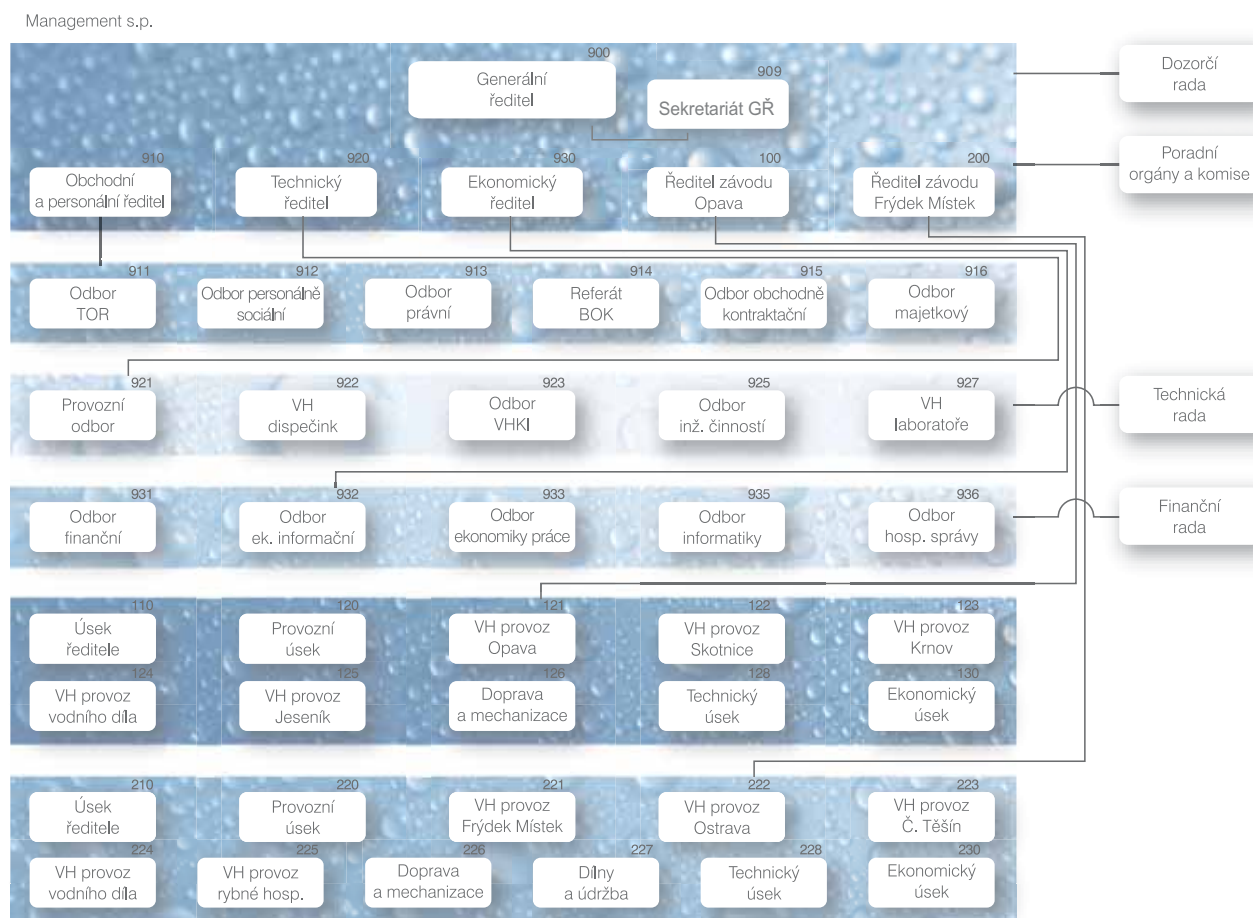 Management s.p.
900
Generální
ředitel
909
Sekretariát GŘ
Dozorčí
rada
Poradní
orgány a komise
910
Obchodní
a personální ředitel
920
Technický
ředitel
930
Ekonomický
ředitel
100
Ředitel závodu
Opava
200
Ředitel závodu
Frýdek Místek
911
Odbor
TOR
912
Odbor personálně
sociální
913
Odbor
právní
914
Referát
BOK
915
Odbor obchodně
kontraktační
916
Odbor
majetkový
921
Provozní
odbor
922
VH
dispečink
923
Odbor
VHKI
925
Odbor
inž. činností
927
VH
laboratoře
Technická
rada
931
Odbor
finanční
932
Odbor
ek. informační
933
Odbor
ekonomiky práce
935
Odbor
informatiky
936
Odbor
hosp. správy
Finanční
rada
110
Úsek
ředitele
120
Provozní
úsek
121
VH provoz
Opava
122
VH provoz
Skotnice
123
VH provoz
Krnov
124
VH provoz
vodního díla
125
VH provoz
Jeseník
126
Doprava
a mechanizace
128
Technický
úsek
130
Ekonomický
úsek
210
Úsek
ředitele
220
Provozní
úsek
221
VH provoz
Frýdek Místek
222
VH provoz
Ostrava
223
VH provoz
Č. Těšín
224
VH provoz
vodního díla
225
VH provoz
rybné hosp.
226
Doprava
a mechanizace
227
Dílny
a údržba
228
Technický
úsek
230
Ekonomický
úsek